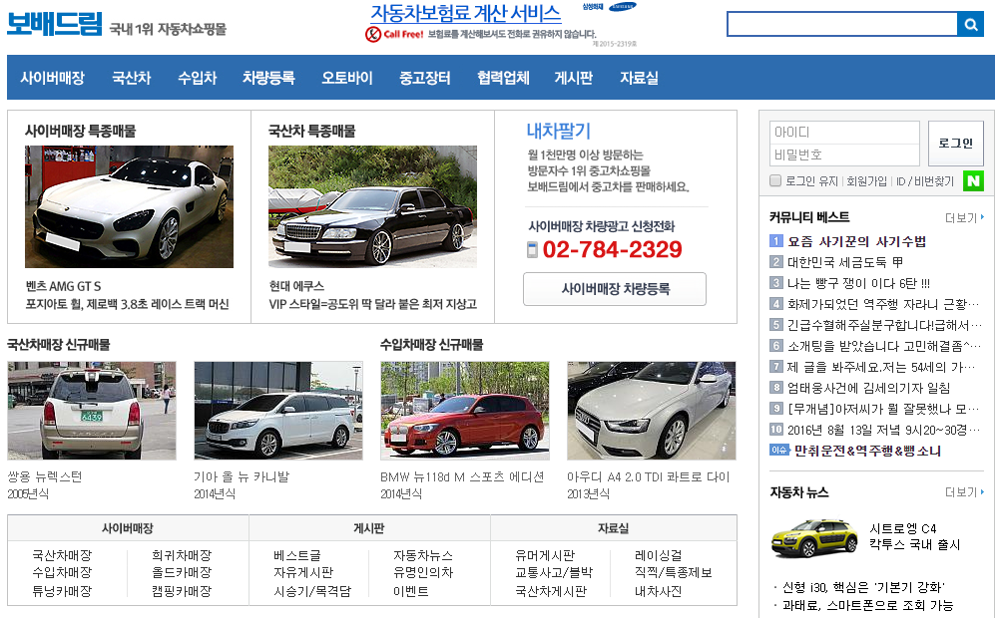 보배드림 국내 1위 자동차쇼핑몰
자동차보험료 계산 서비스
삼성화재 SAMSUNG
Call Free! 보험료를 계산해보셔도 전화로 권유하지 않습니다.
제 2015-2319호
사이버매장 국산차 수입차 차량등록 오토바이 중고장터 협력업체 게시판 자료실
사이버매장 특종매물
벤츠 AMG GT S
포지아토 휠, 제로백 3.8초 레이스 트랙 머신
국산차 특종매물
현대 에쿠스
VIP 스타일=공도위 딱 달라 붙은 최저 지상고
내차팔기
월 1천만명 이상 방문하는
방문자수 1위 중고차쇼핑몰
보배드림에서 중고차를 판매하세요.
사이버매장 차량광고 신청전화
02-784-2329
사이버매장 차량등록
아이디
비밀번호
로그인
로그인 유지 | 회원가입 | ID / 비번찾기 N
국산차매장 신규매물
6439
쌍용 뉴렉스턴
2005년식
기아 올 뉴 카니발
2014년식
수입차매장 신규매물
BMW 뉴118d M 스포츠 에디션
2014년식
아우디 A4 2.0 TDI 콰트로 다이
2013년식
사이버매장 게시판 자료실
국산차매장 희귀차매장 베스트글 자동차뉴스 유머게시판 레이싱걸
수입차매장 올드카매장 자유게시판 유명인의차 교통사고/블박 직찍/특종제보
튜닝카매장 캠핑카매장 시승기/목격담 이벤트 국산차게시판 내차사진
커뮤니티 베스트 더보기
1 요즘 사기꾼의 사기수법
2 대한민국 세금도둑 甲
3 나는 빵구 쟁이 이다 6탄 !!!
4 화제가되었던 역주행 자라니 근황…
5 긴급수혈해주실분구합니다!급해서…
6 소개팅을 받았습니다 고민해결좀^…
7 제 글을 봐주세요.저는 54세의 가…
8 엄태웅사건에 김세의기자 일침
9 [무개념]아저씨가 뭘 잘못했나 모…
10 2016년 8월 13일 저녁 9시20~30경…
이슈 만취운전&역주행&뺑소니
자동차 뉴스 더보기
시트로엥 C4
칵투스 국내 출시
· 신형 i30, 핵심은 '기본기 강화'
· 과태료, 스마트폰으로 조회 가능